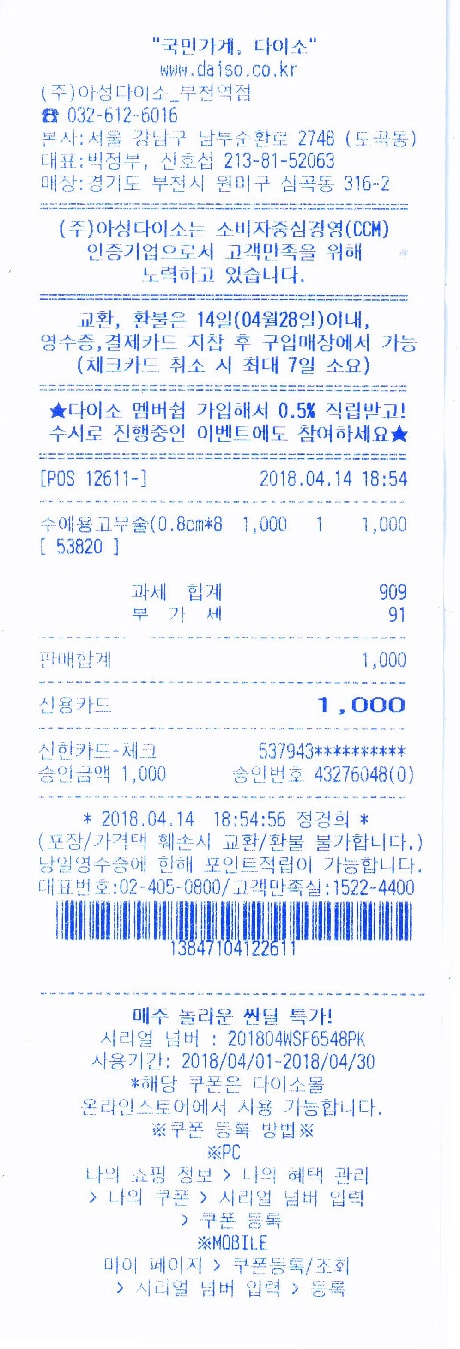 "국민가게, 다이소"
www.daiso.co.kr
(주)아성다이소_부천역점
☎ 032-612-6016
본사:서울 강남구 남부순환로 2748 (도곡동)
대표:박정부, 신호섭 213-81-52063
매장:경기도 부천시 원미구 심곡동 316-2
(주)아성다이소는 소비자중심경영(CCM)
인증기업으로서 고객만족을 위해
노력하고 있습니다.
교환, 환불은 14일(04월28일)이내,
영수증,결제카드 지참 후 구입매장에서 가능
(체크카드 취소 시 최대 7일 소요)
★다이소 멤버쉽 가입해서 0.5% 적립받고!
수시로 진행중인 이벤트에도 참여하세요★
[POS 12611-] 2018.04.14 18:54
수예용고무줄(0.8cm*8 1,000 1 1,000
[ 53820 ]
과세 합계 909
부 가 세 91
판매합계 1,000
신용카드 1,000
신한카드-체크 537943**********
승인금액 1,000 승인번호 43276048(0)
* 2018.04.14 18:54:56 정경희 *
(포장/가격택 훼손시 교환/환불 불가합니다.)
당일영수증에 한해 포인트적립이 가능합니다.
대표번호:02-405-0800/고객만족실:1522-4400
13847104122611
매주 놀라운 썬딜 특가!
시리얼 넘버 : 201804WSF6548PK
사용기간: 2018/04/01-2018/04/30
*해당 쿠폰은 다이소몰
온라인스토어에서 사용 가능합니다.
※쿠폰 등록 방법※
※PC
나의 쇼핑 정보 > 나의 혜택 관리
> 나의 쿠폰 > 시리얼 넘버 입력
> 쿠폰 등록
※MOBILE
마이 페이지 > 쿠폰등록/조회
> 시리얼 넘버 입력 > 등록